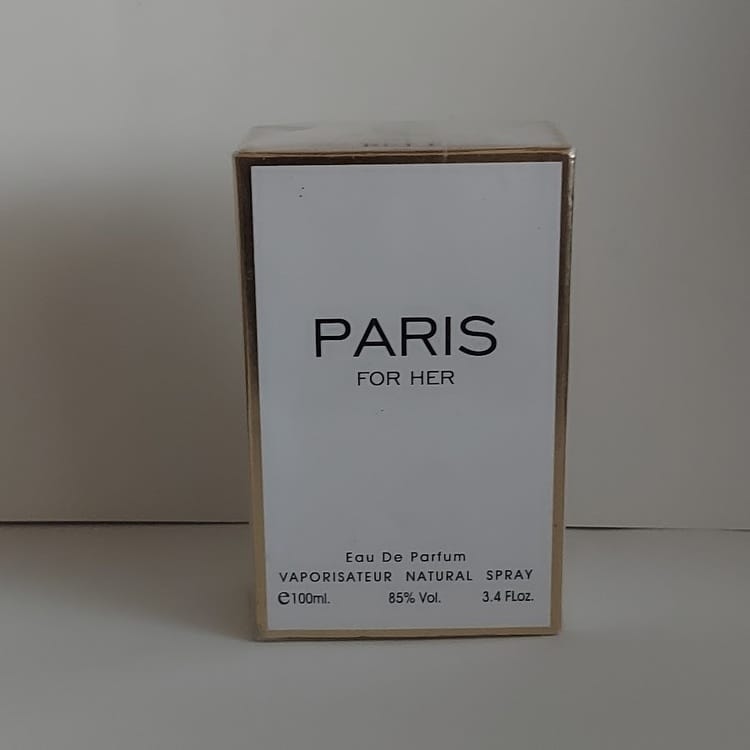 PARIS
FOR HER
Eau De Parfum
VAPORISATEUR NATURAL SPRAY
℮100ml. 85% Vol. 3.4 FLoz.